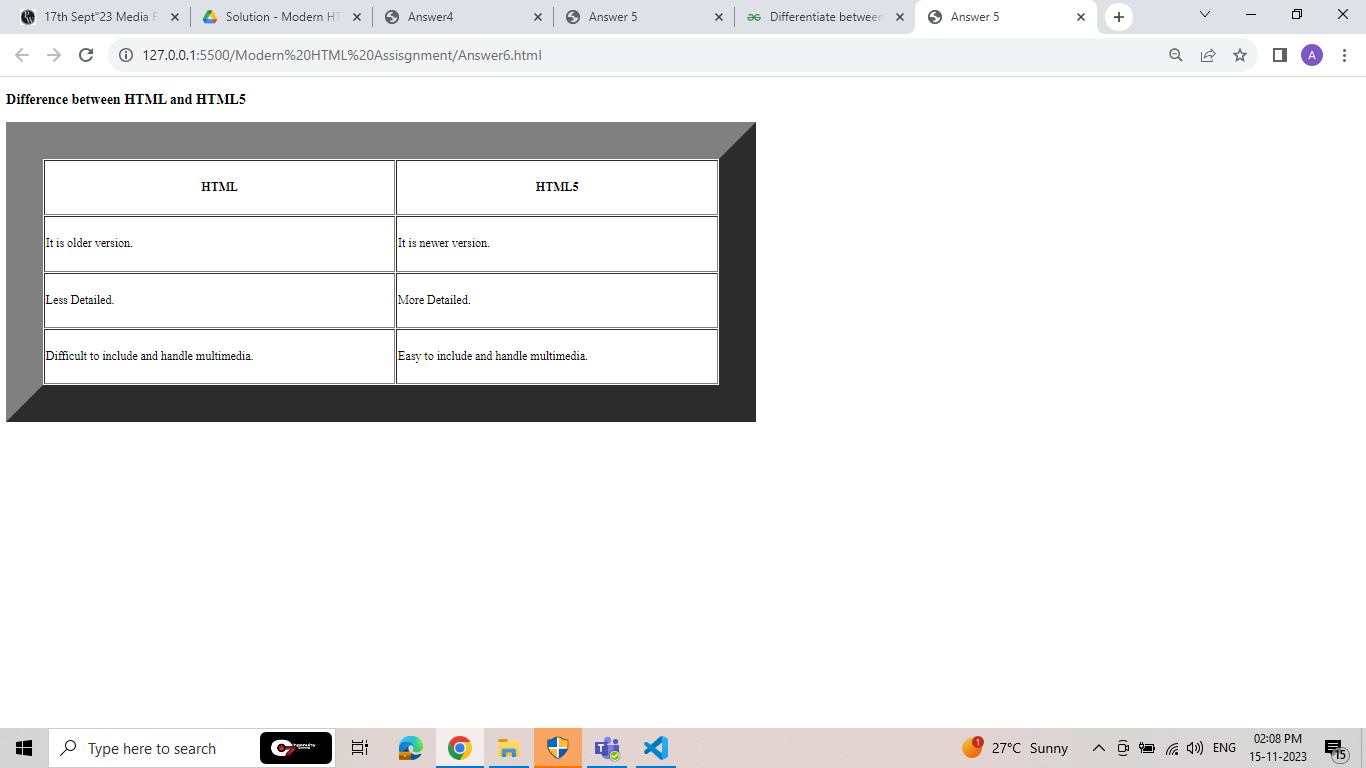 17th Sept"23 Media F
Solution - Modern HT
Answer4
Answer 5
Differentiate between
Answer 5
127.0.0.1:5500/Modern%20HTML%20Assisgnment/Answer6.html
A
Difference between HTML and HTML5
HTML HTML5
It is older version. It is newer version.
Less Detailed. More Detailed.
Difficult to include and handle multimedia. Easy to include and handle multimedia.
Type here to search
1
27°C Sunny
ENG
02:08 PM
15-11-2023
15